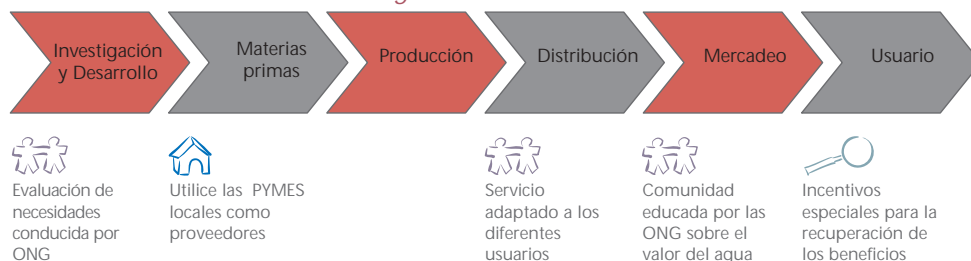 Investigación
y Desarrollo
Materias
primas
Producción
Distribución
Mercadeo
Usuario
Evaluación de
necesidades
conducida por
ONG
Utilice las PYMES
locales como
proveedores
Servicio
adaptado a los
diferentes
usuarios
Comunidad
educada por las
ONG sobre el
valor del agua
Incentivos
especiales para la
recuperación de
los beneficios